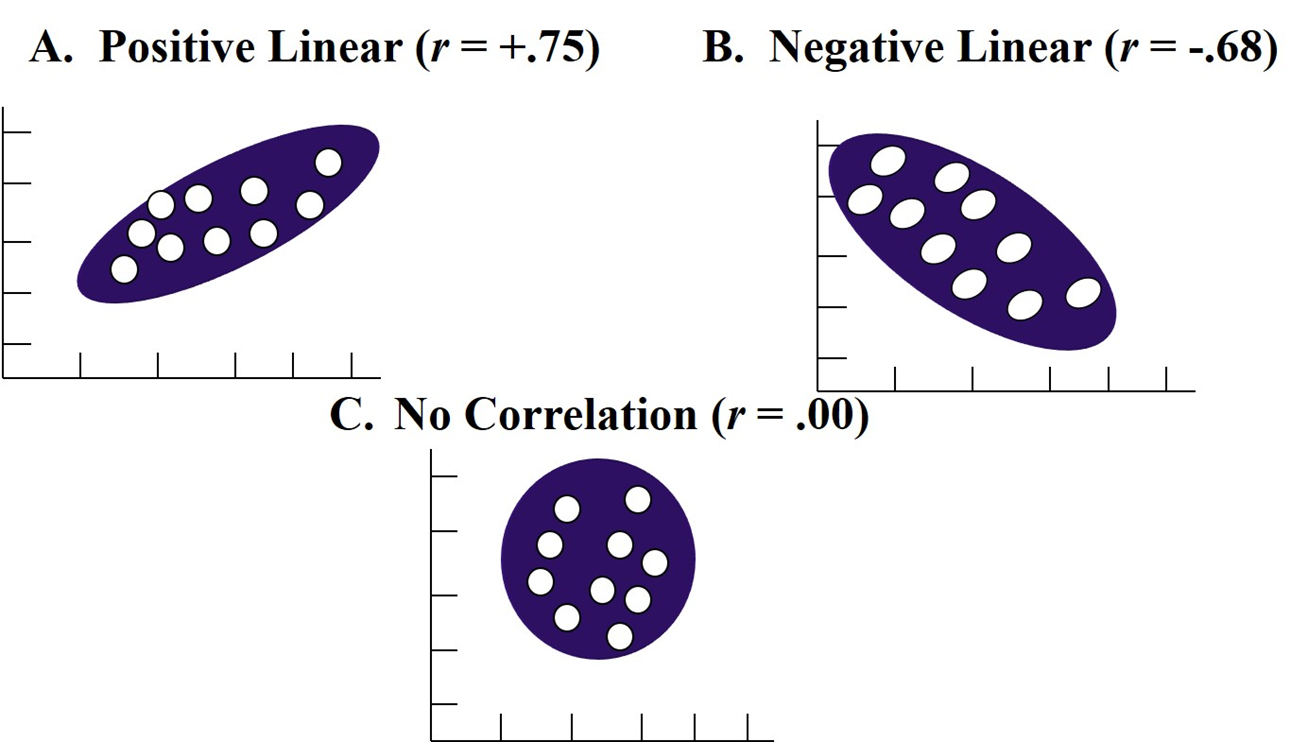 A. Positive Linear (r = +.75)
B. Negative Linear (r = -.68)
C. No Correlation (r = .00)